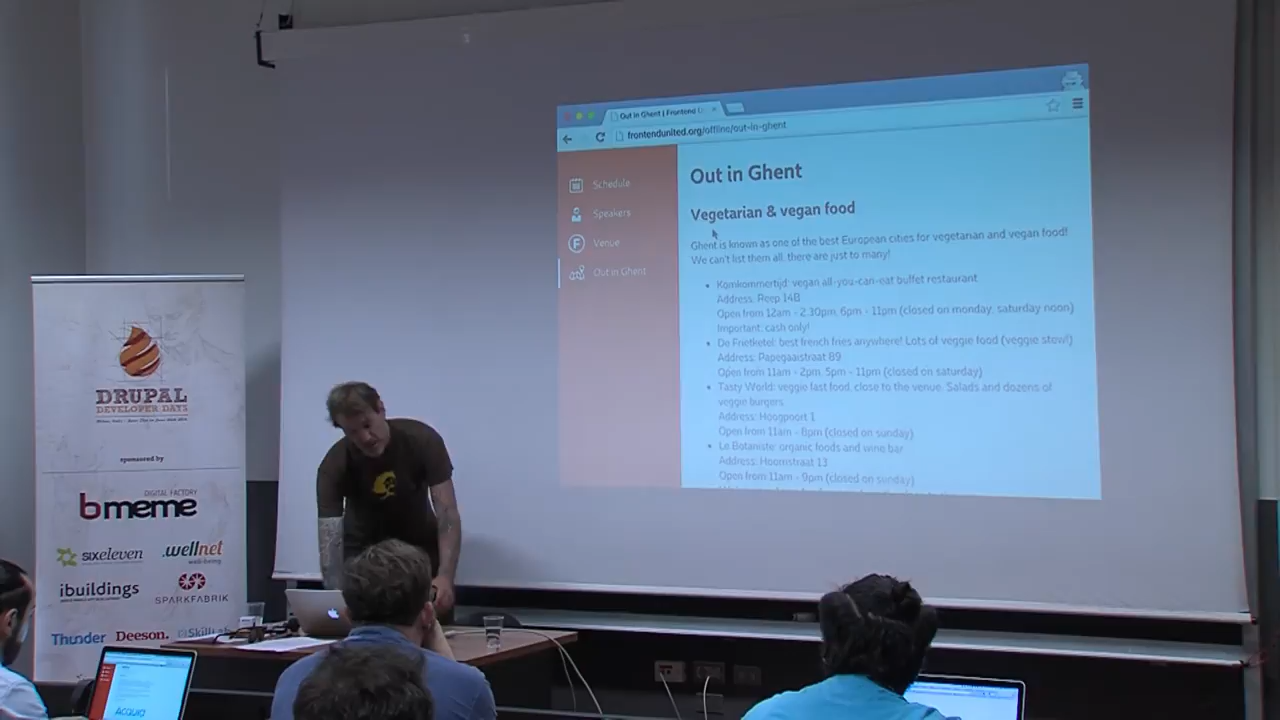 Out in Ghent | Frontend U
frontendunited.org/offline/out-in-ghent
Schedule
Speakers
Venue
Out in Ghent
Out in Ghent
Vegetarian & vegan food
Ghent is known as one of the best European cities for vegetarian and vegan food!
We can't list them all, there are just to many!
Komkommertijd: vegan all-you-can-eat buffet restaurant
Address: Reep 14B
Open from 12am - 2.30pm, 6pm - 11pm (closed on monday, saturday noon)
Important: cash only!
De Frietketel: best french fries anywhere! Lots of veggie food (veggie stew!)
Address: Papegaaistraat 89
Open from 11am - 2pm, 5pm - 11pm (closed on saturday)
Tasty World: veggie fast food, close to the venue. Salads and dozens of
veggie burgers
Address: Hoogpoort 1
Open from 11am - 8pm (closed on sunday)
Le Botaniste: organic foods and wine bar
Address: Hoornstraat 13
Open from 11am - 9pm (closed on sunday)
DRUPAL
DEVELOPER DAYS
sponsored by
DIGITAL FACTORY
bmeme
sixeleven
.wellnet
well-being
ibuildings
SPARKFABRIK
Thunder
Deeson.
SkillLab
Acquia